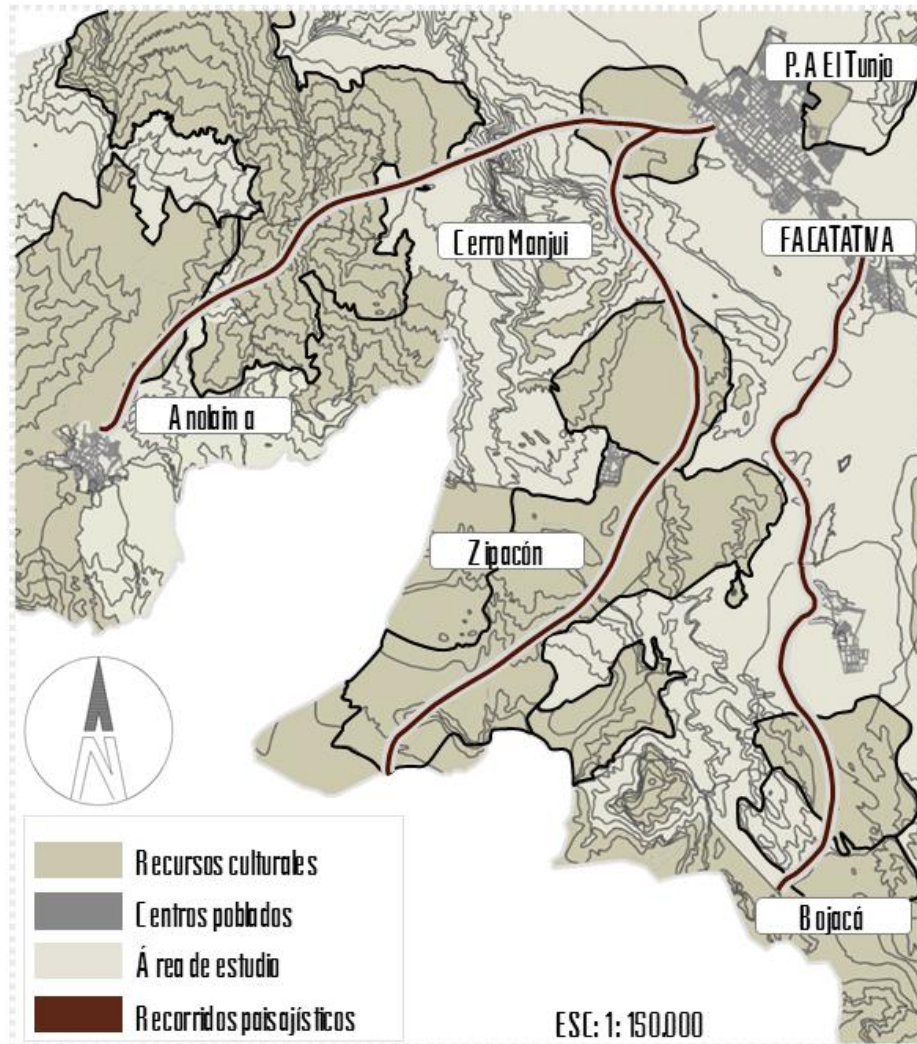 P.A El Tunjo
Cerro Manjui
FACATATIVA
Anolaima
Zipacón
N
Recursos culturales
Centros poblados
Área de estudio
Recorridos paisajísticos
Bojacá
ESC: 1: 150.000